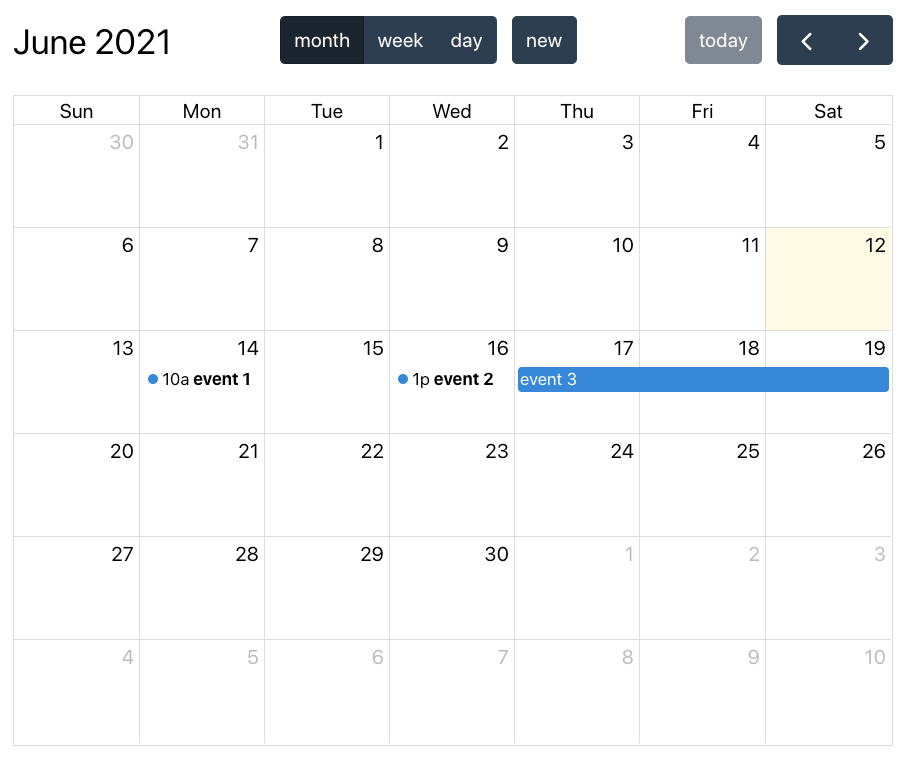 June 2021 month week day new today
Sun Mon Tue Wed Thu Fri Sat
30 31 1 2 3 4 5
6 7 8 9 10 11 12
13 14 15 16 17 18 19
10a event 1 1p event 2 event 3
20 21 22 23 24 25 26
27 28 29 30 1 2 3
4 5 6 7 8 9 10